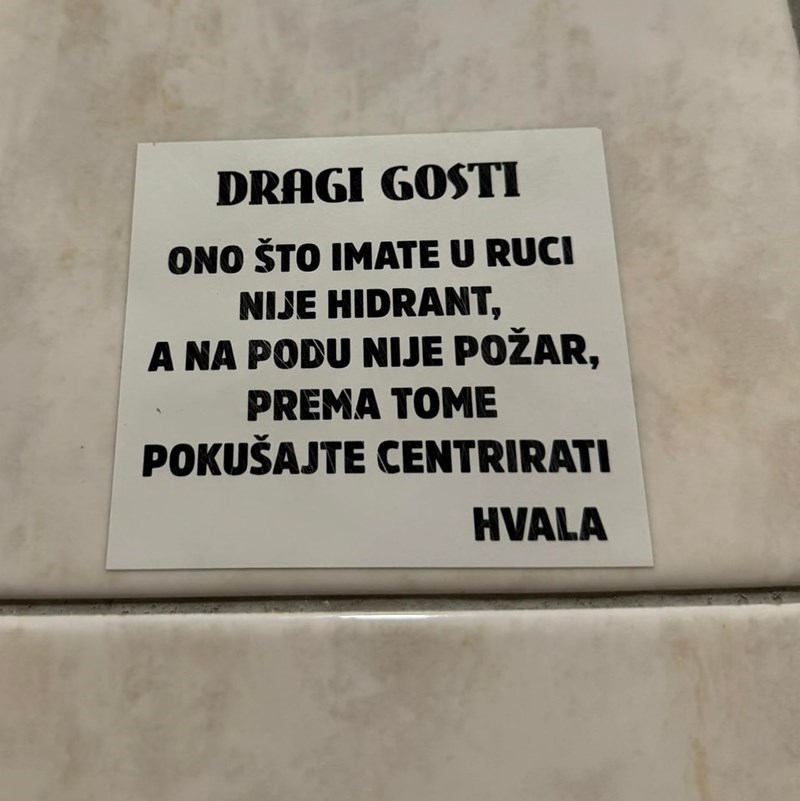 DRAGI GOSTI
ONO ŠTO IMATE U RUCI
NIJE HIDRANT,
A NA PODU NIJE POŽAR,
PREMA TOME
POKUŠAJTE CENTRIRATI
HVALA